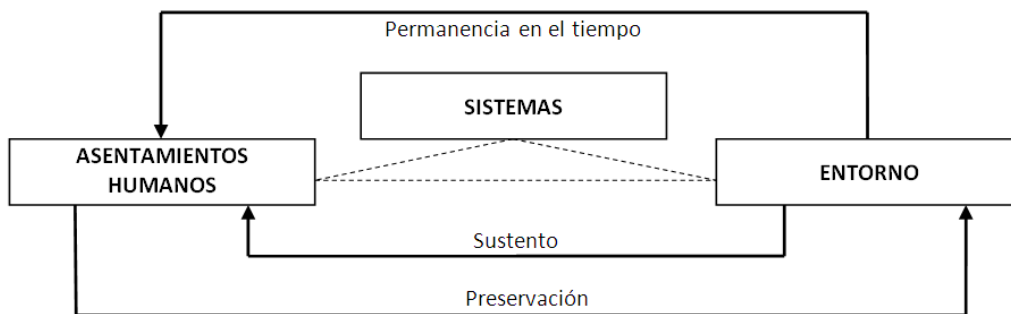 Permanencia en el tiempo
SISTEMAS
ASENTAMIENTOS
HUMANOS
ENTORNO
Sustento
Preservación